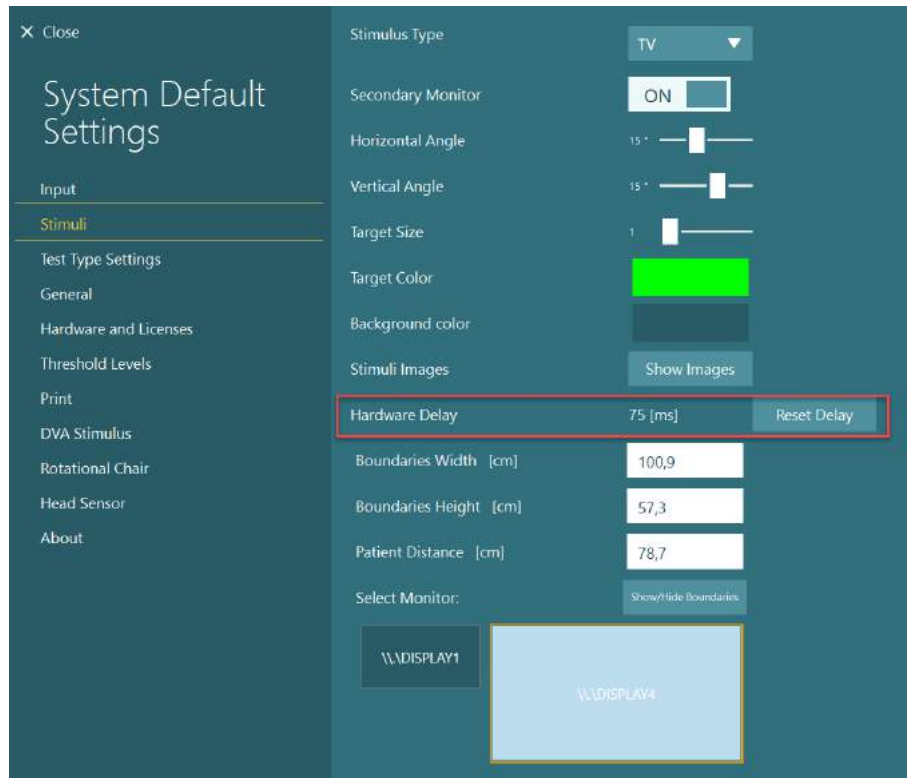 X Close
System Default
Settings
Input
Stimuli
Test Type Settings
General
Hardware and Licenses
Threshold Levels
Print
DVA Stimulus
Rotational Chair
Head Sensor
About
Stimulus Type TV
Secondary Monitor ON
Horizontal Angle 15 °
Vertical Angle 15 °
Target Size 1
Target Color
Background color
Stimuli Images Show Images
Hardware Delay 75 [ms] Reset Delay
Boundaries Width [cm] 100,9
Boundaries Height [cm] 57,3
Patient Distance [cm] 78,7
Select Monitor: Show/Hide Boundaries
\\.\DISPLAY1
\\.\DISPLAY4